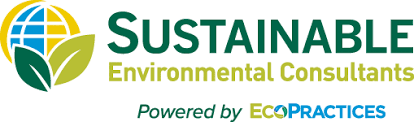 SUSTAINABLE
Environmental Consultants
Powered by ECOPRACTICES